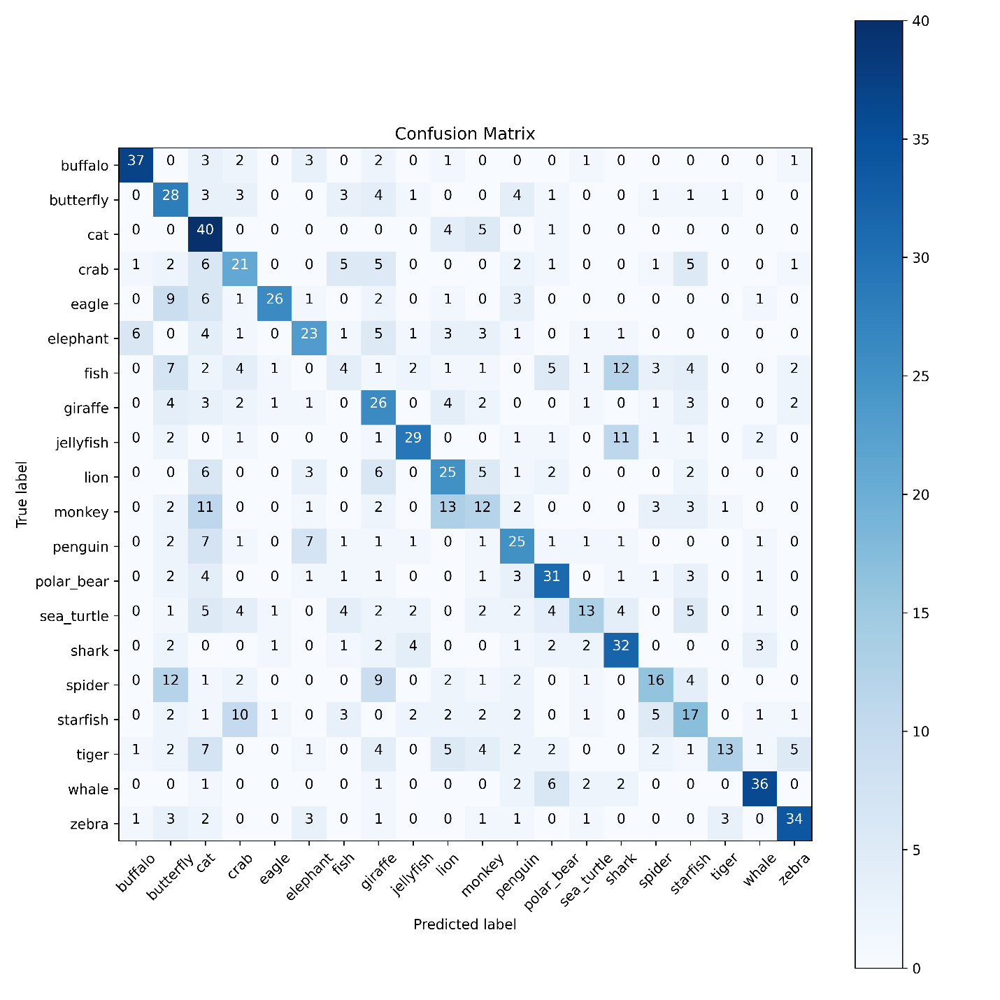 Confusion Matrix
buffalo 37 0 3 2 0 3 0 2 0 1 0 0 0 1 0 0 0 0 0 1
butterfly 0 28 3 3 0 0 3 4 1 0 0 4 1 0 0 1 1 1 0 0
cat 0 0 40 0 0 0 0 0 0 4 5 0 1 0 0 0 0 0 0 0
crab 1 2 6 21 0 0 5 5 0 0 0 2 1 0 0 1 5 0 0 1
eagle 0 9 6 1 26 1 0 2 0 1 0 3 0 0 0 0 0 0 1 0
elephant 6 0 4 1 0 23 1 5 1 3 3 1 0 1 1 0 0 0 0 0
fish 0 7 2 4 1 0 4 1 2 1 1 0 5 1 12 3 4 0 0 2
giraffe 0 4 3 2 1 1 0 26 0 4 2 0 0 1 0 1 3 0 0 2
jellyfish 0 2 0 1 0 0 0 1 29 0 0 1 1 0 11 1 1 0 2 0
lion 0 0 6 0 0 3 0 6 0 25 5 1 2 0 0 0 2 0 0 0
monkey 0 2 11 0 0 1 0 2 0 13 12 2 0 0 0 3 3 1 0 0
penguin 0 2 7 1 0 7 1 1 1 0 1 25 1 1 1 0 0 0 1 0
polar_bear 0 2 4 0 0 1 1 1 0 0 1 3 31 0 1 1 3 0 1 0
sea_turtle 0 1 5 4 1 0 4 2 2 0 2 2 4 13 4 0 5 0 1 0
shark 0 2 0 0 1 0 1 2 4 0 0 1 2 2 32 0 0 0 3 0
spider 0 12 1 2 0 0 0 9 0 2 1 2 0 1 0 16 4 0 0 0
starfish 0 2 1 10 1 0 3 0 2 2 2 2 0 1 0 5 17 0 1 1
tiger 1 2 7 0 0 1 0 4 0 5 4 2 2 0 0 2 1 13 1 5
whale 0 0 1 0 0 0 0 1 0 0 0 2 6 2 2 0 0 0 36 0
zebra 1 3 2 0 0 3 0 1 0 0 1 1 0 1 0 0 0 3 0 34
buffalo butterfly cat crab eagle elephant fish giraffe jellyfish lion monkey penguin polar_bear sea_turtle shark spider starfish tiger whale zebra
Predicted label
True label
40
35
30
25
20
15
10
5
0